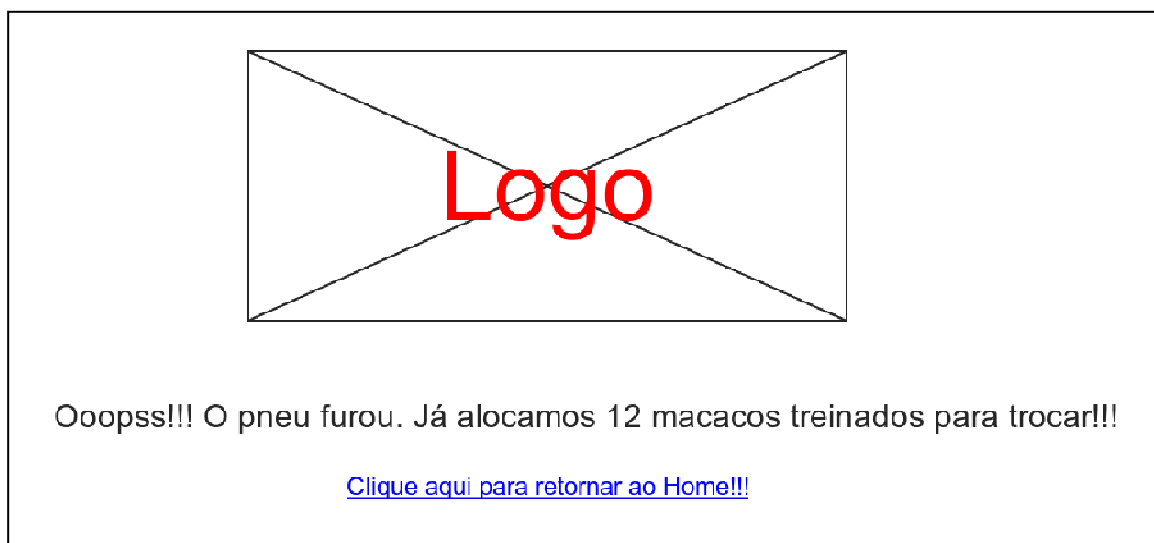 Logo
Ooopss!!! O pneu furou. Já alocamos 12 macacos treinados para trocar!!!
Clique aqui para retornar ao Home!!!